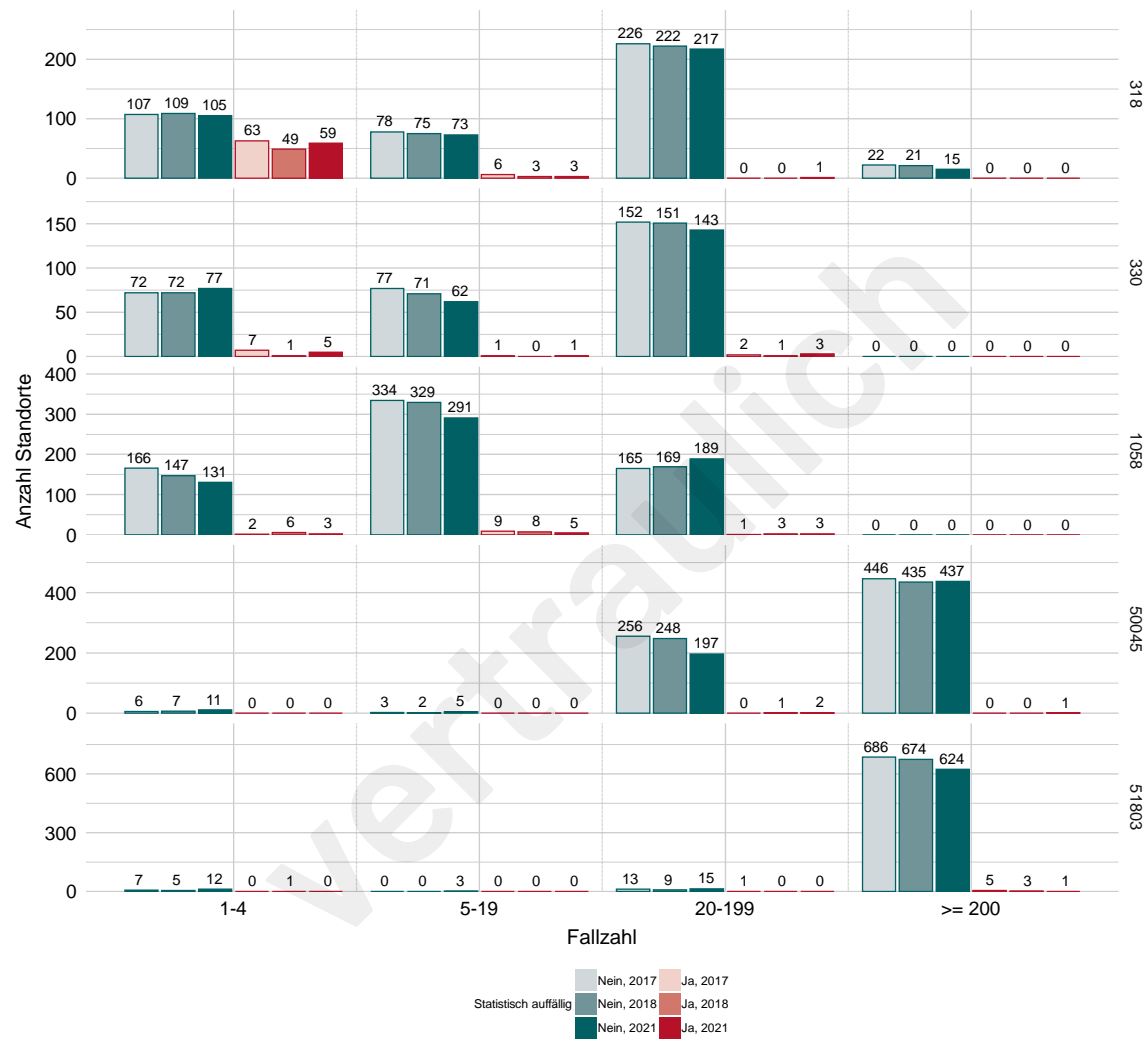 226 222 217
200
107 109 105
100
63 49 59
78 75 73
6 3 3
0 0 1
22 21 15
0 0 0
0
318
152 151 143
150
100
72 72 77
77 71 62
50
7 1 5
1 0 1
2 1 3
0 0 0 0 0 0
0
330
400
334 329 291
300
200
166 147 131
165 169 189
100
2 6 3
9 8 5
1 3 3
0 0 0 0 0 0
0
1058
446 435 437
400
256 248 197
200
6 7 11 0 0 0
3 2 5 0 0 0
0 1 2
0 0 1
0
50045
686 674 624
600
300
7 5 12 0 1 0
0 0 3 0 0 0
13 9 15 1 0 0
5 3 1
0
51803
Anzahl Standorte
1-4 5-19 20-199 >= 200
Fallzahl
Statistisch auffällig
Nein, 2017 Ja, 2017
Nein, 2018 Ja, 2018
Nein, 2021 Ja, 2021
vertraulich